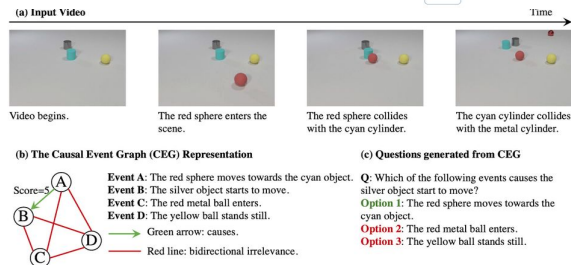 (a) Input Video
Time
Video begins.
The red sphere enters the scene.
The red sphere collides with the cyan cylinder.
The cyan cylinder collides with the metal cylinder.
(b) The Causal Event Graph (CEG) Representation
Score=5
A
B
C
D
Event A: The red sphere moves towards the cyan object.
Event B: The silver object starts to move.
Event C: The red metal ball enters.
Event D: The yellow ball stands still.
Green arrow: causes.
Red line: bidirectional irrelevance.
(c) Questions generated from CEG
Q: Which of the following events causes the
silver object start to move?
Option 1: The red sphere moves towards the
cyan object.
Option 2: The red metal ball enters.
Option 3: The yellow ball stands still.